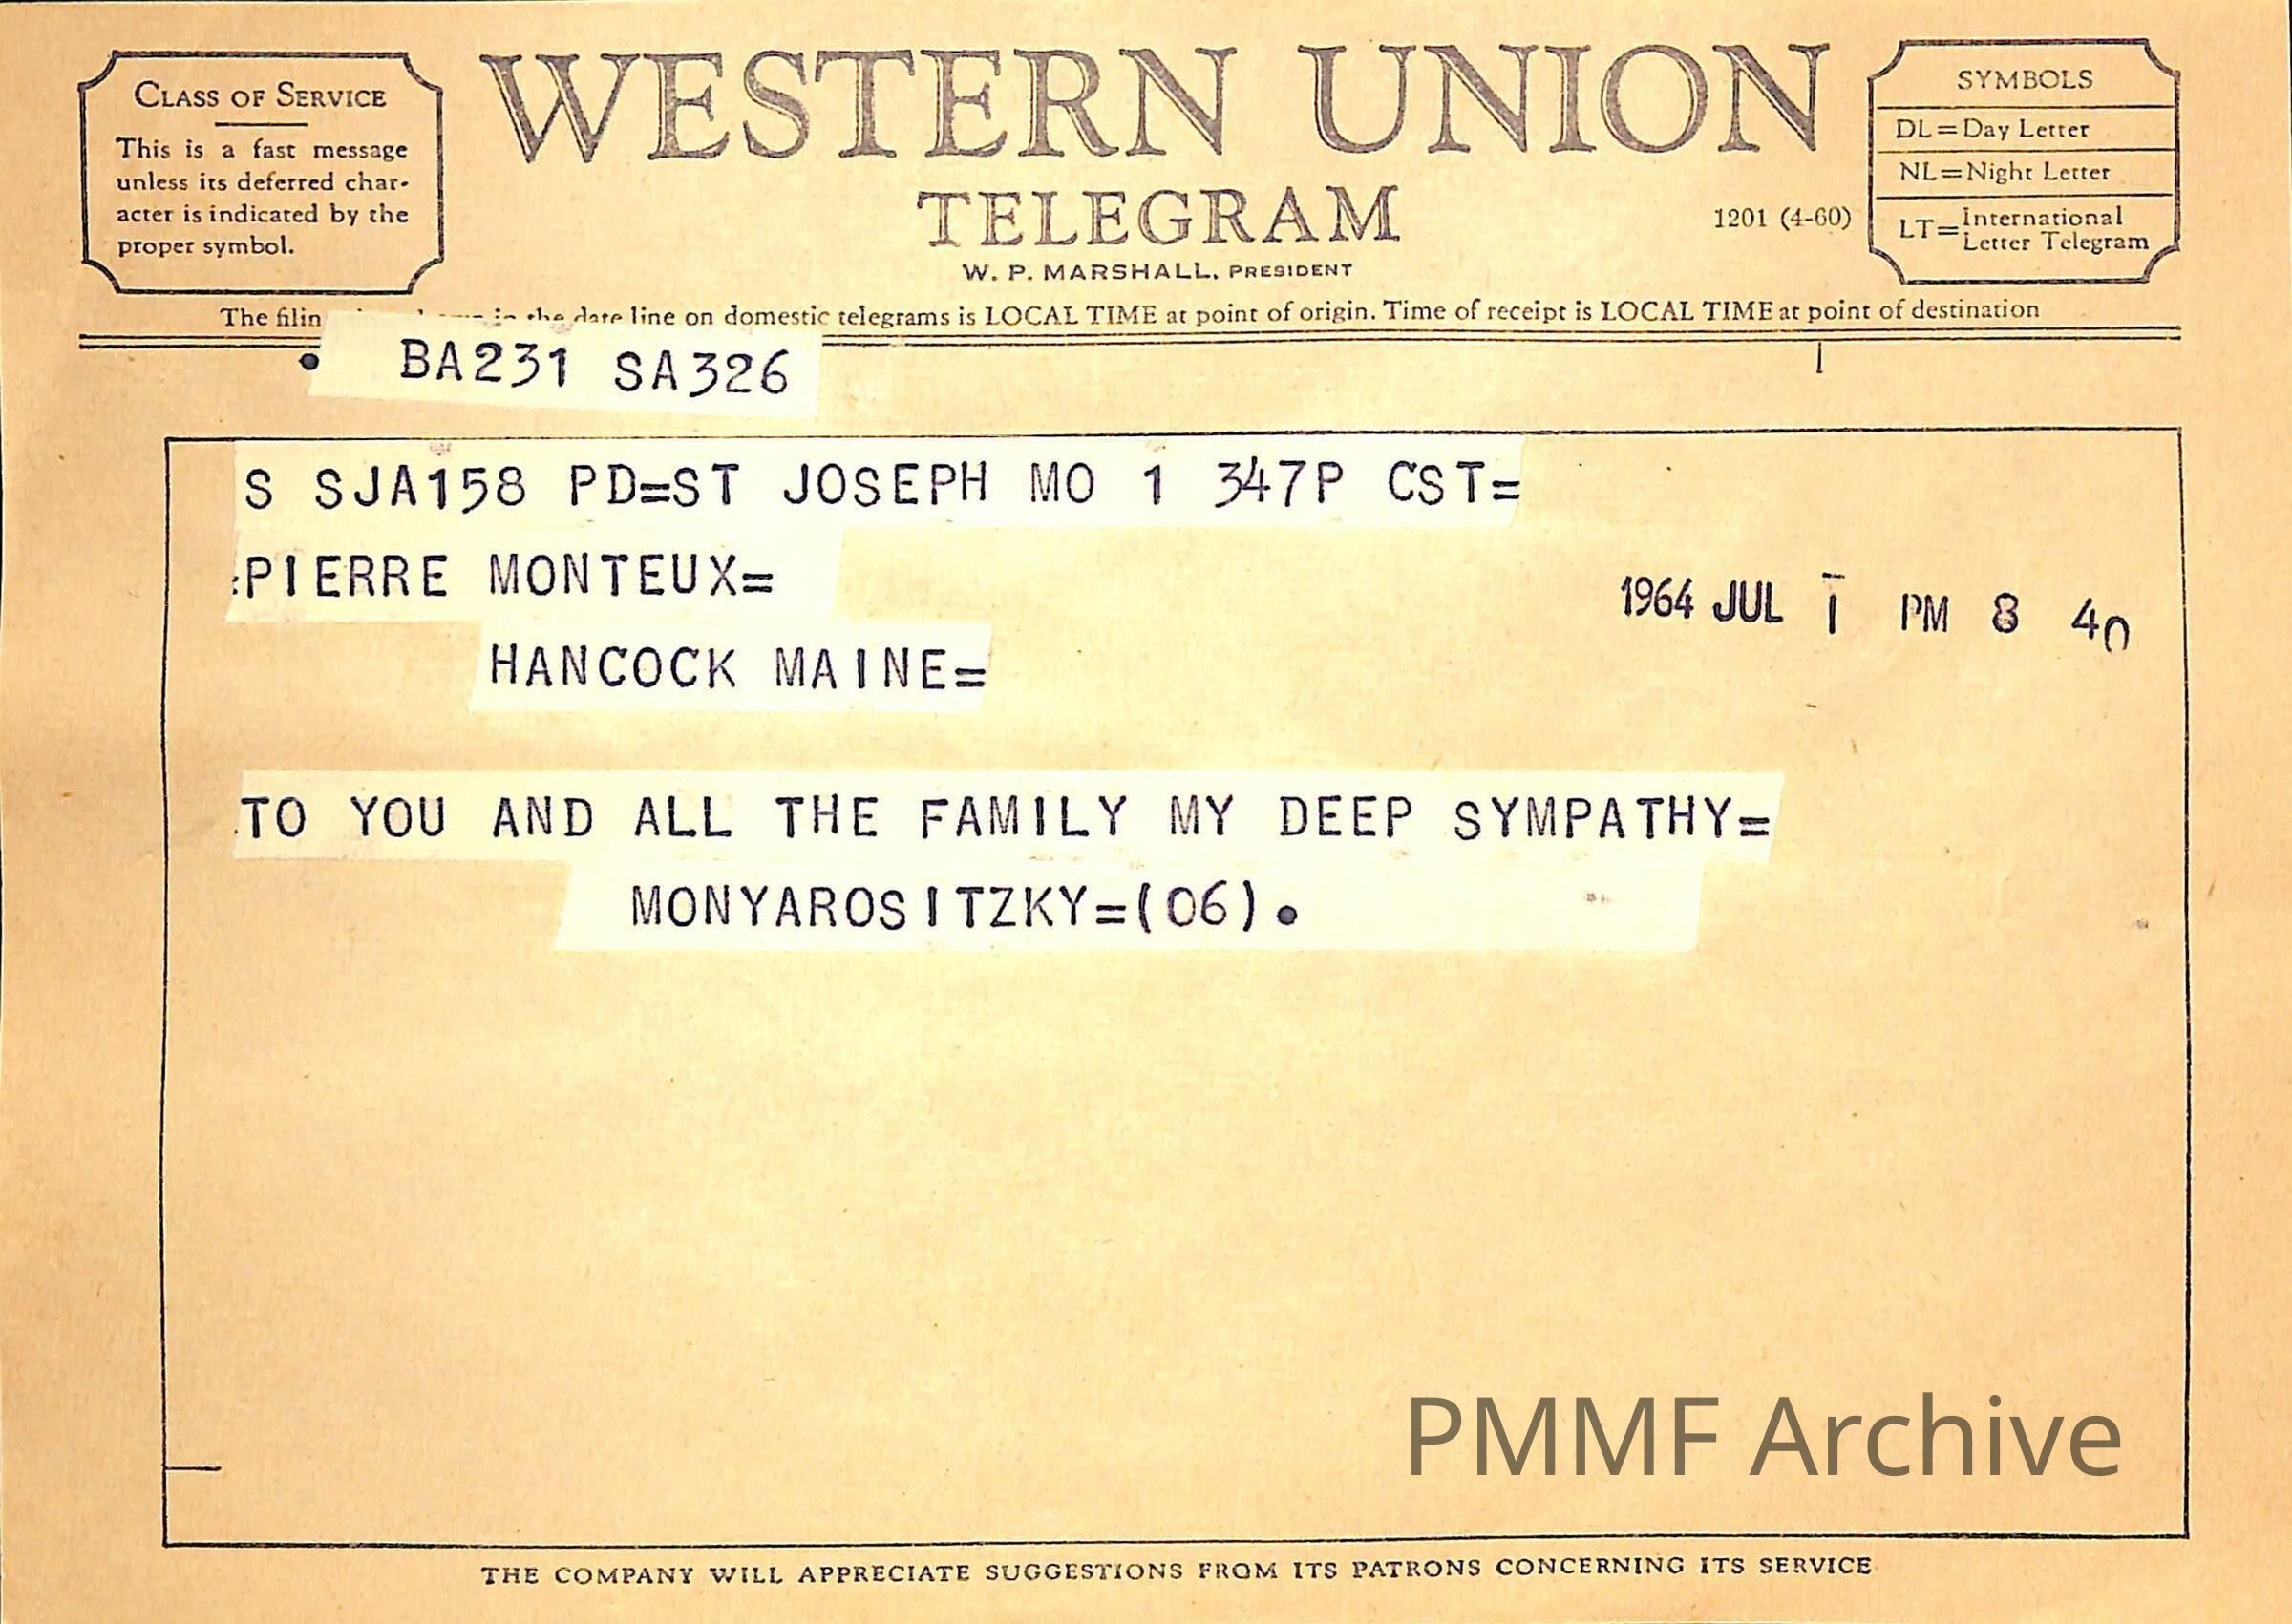 CLASS OF SERVICE
This is a fast message
unless its deferred char-
acter is indicated by the
proper symbol.
WESTERN UNION
TELEGRAM
W. P. MARSHALL, PRESIDENT
1201 (4-60)
SYMBOLS
DL=Day Letter
NL=Night Letter
LT=International
Letter Telegram
The filin in the date line on domestic telegrams is LOCAL TIME at point of origin. Time of receipt is LOCAL TIME at point of destination
BA231 SA326
S SJA158 PD=ST JOSEPH MO 1 347P CST=
:PIERRE MONTEUX=
HANCOCK MAINE=
1964 JUL 1 PM 8 40
TO YOU AND ALL THE FAMILY MY DEEP SYMPATHY=
MONYAROSITZKY=(06).
PMMF Archive
THE COMPANY WILL APPRECIATE SUGGESTIONS FROM ITS PATRONS CONCERNING ITS SERVICE